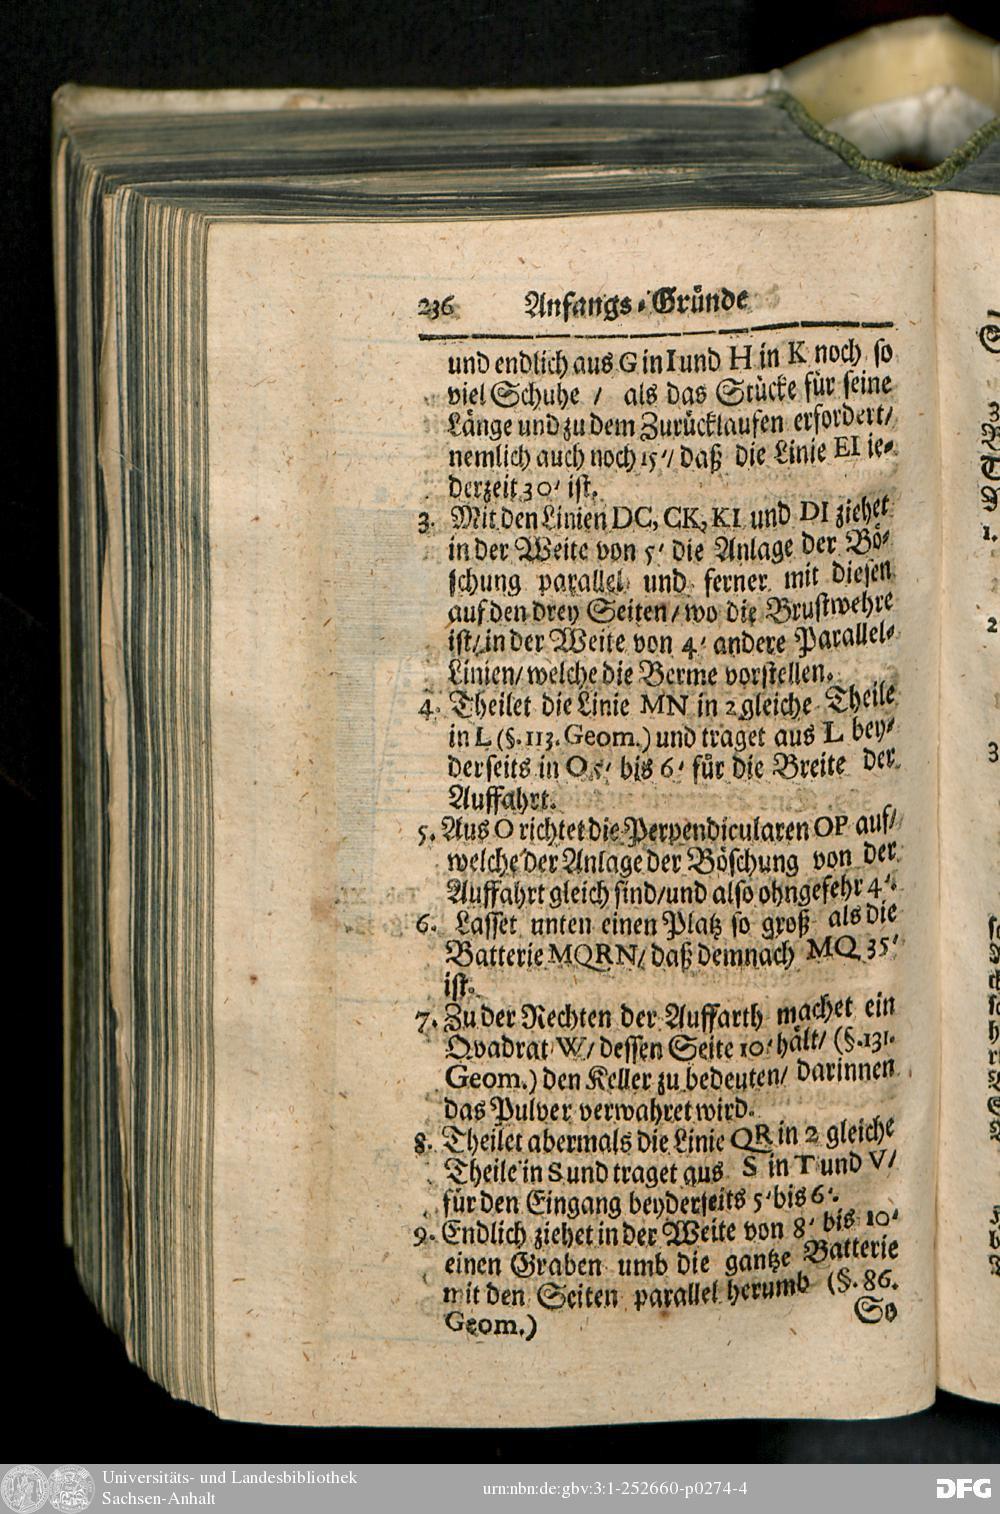 236 Anfangs-Gründe
und endlich aus G in I und H in K noch so
viel Schuhe / als das Stücke für seine
Länge und zu dem Zurücklaufen erfordert/
nemlich auch noch 15'/ daß die Linie EI ie-
derzeit 30' ist.
3. Mit den Linien DC, CK, KI und DI ziehet
in der Weite von 5' die Anlage der Bö-
schung parallel und ferner mit diesen
auf den drey Seiten/ wo die Brustwehre
ist/ in der Weite von 4' andere Parallel-
Linien/ welche die Berme vorstellen.
4. Theilet die Linie MN in 2 gleiche Theile
in L (§. 113. Geom.) und traget aus L bey-
derseits in O 5' bis 6' für die Breite der
Auffahrt.
5. Aus O richtet die Perpendicularen OP auf/
welche der Anlage der Böschung von der
Auffahrt gleich sind/ und also ohngefehr 4'.
6. Lasset unten einen Platz so groß als die
Batterie MQRN/ daß demnach MQ 35'
ist.
7. Zu der Rechten der Auffarth machet ein
Qvadrat W/ dessen Seite 10' hält/ (§. 131.
Geom.) den Keller zu bedeuten/ darinnen
das Pulver verwahret wird.
8. Theilet abermals die Linie QR in 2 gleiche
Theile in S und traget aus S in T und V/
für den Eingang beyderseits 5' bis 6'.
9. Endlich ziehet in der Weite von 8' bis 10'
einen Graben umb die gantze Batterie
mit den Seiten parallel herumb (§. 86.
Geom.)
So
Universitäts- und Landesbibliothek
Sachsen-Anhalt
urn:nbn:de:gbv:3:1-252660-p0274-4
DFG